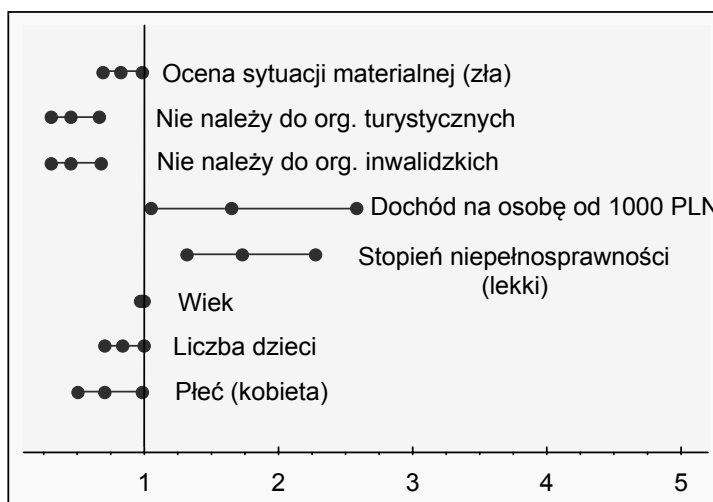 Ocena sytuacji materialnej (zła)
Nie należy do org. turystycznych
Nie należy do org. inwalidzkich
Dochód na osobę od 1000 PLN
Stopień niepełnosprawności
(lekki)
Wiek
Liczba dzieci
Płeć (kobieta)
1 2 3 4 5